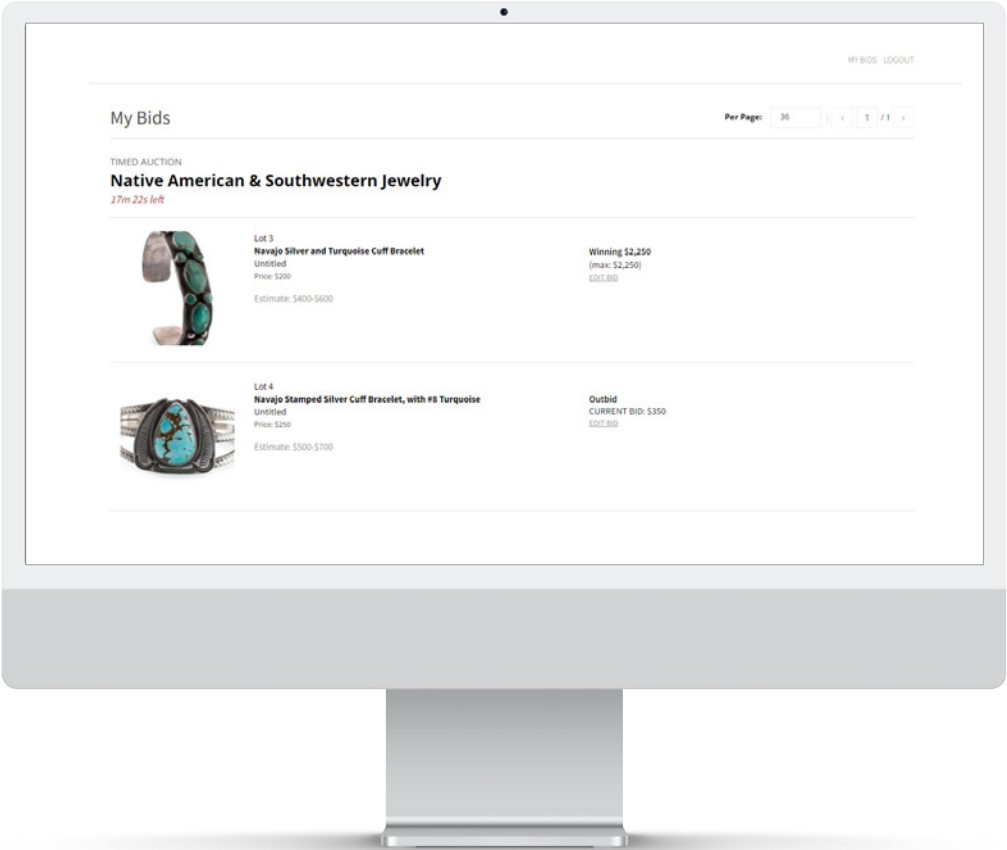 MY BIDS LOGOUT
My Bids
Per Page: 36 | ‹ 1 / 1 ›
TIMED AUCTION
Native American & Southwestern Jewelry
17m 22s left
Lot 3
Navajo Silver and Turquoise Cuff Bracelet
Untitled
Price: $200
Estimate: $400-$600
Winning $2,250
(max: $2,250)
EDIT BID
Lot 4
Navajo Stamped Silver Cuff Bracelet, with #8 Turquoise
Untitled
Price: $250
Estimate: $500-$700
Outbid
CURRENT BID: $350
EDIT BID